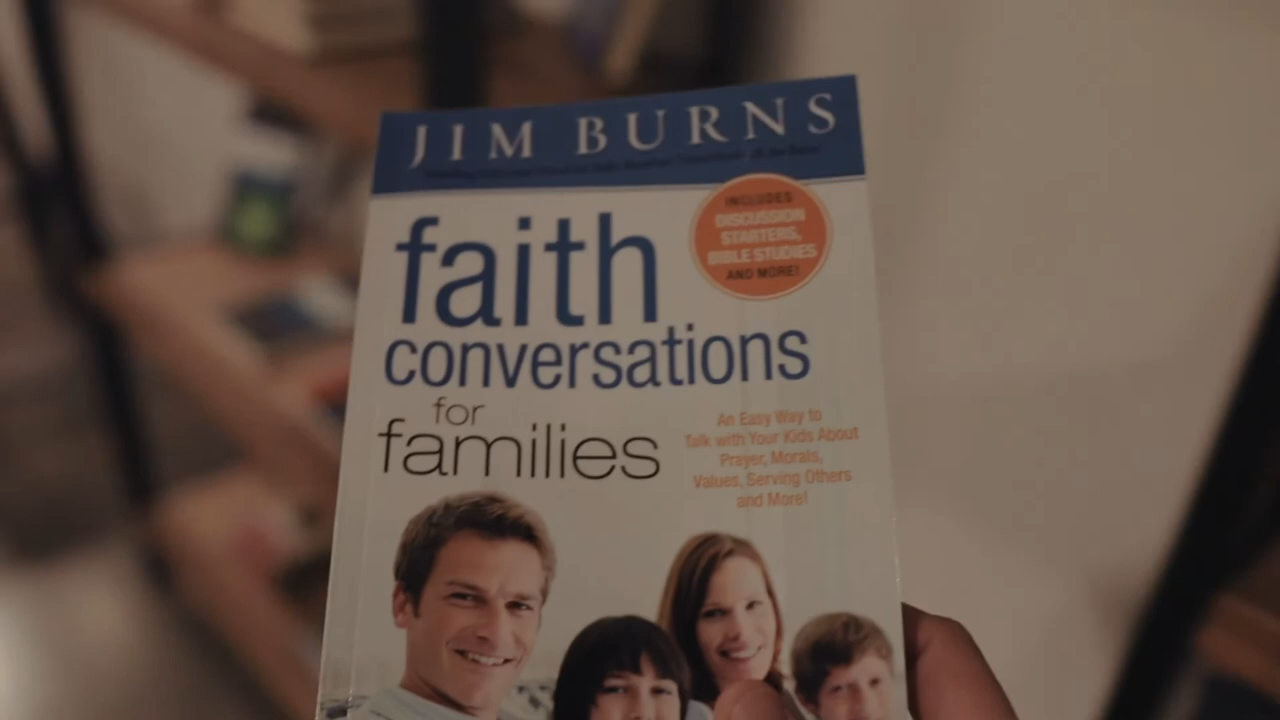 JIM BURNS
INCLUDES
DISCUSSION
STARTERS,
BIBLE STUDIES
AND MORE!
faith
conversations
for
families
An Easy Way to
Talk with Your Kids About
Prayer, Morals,
Values, Serving Others
and More!